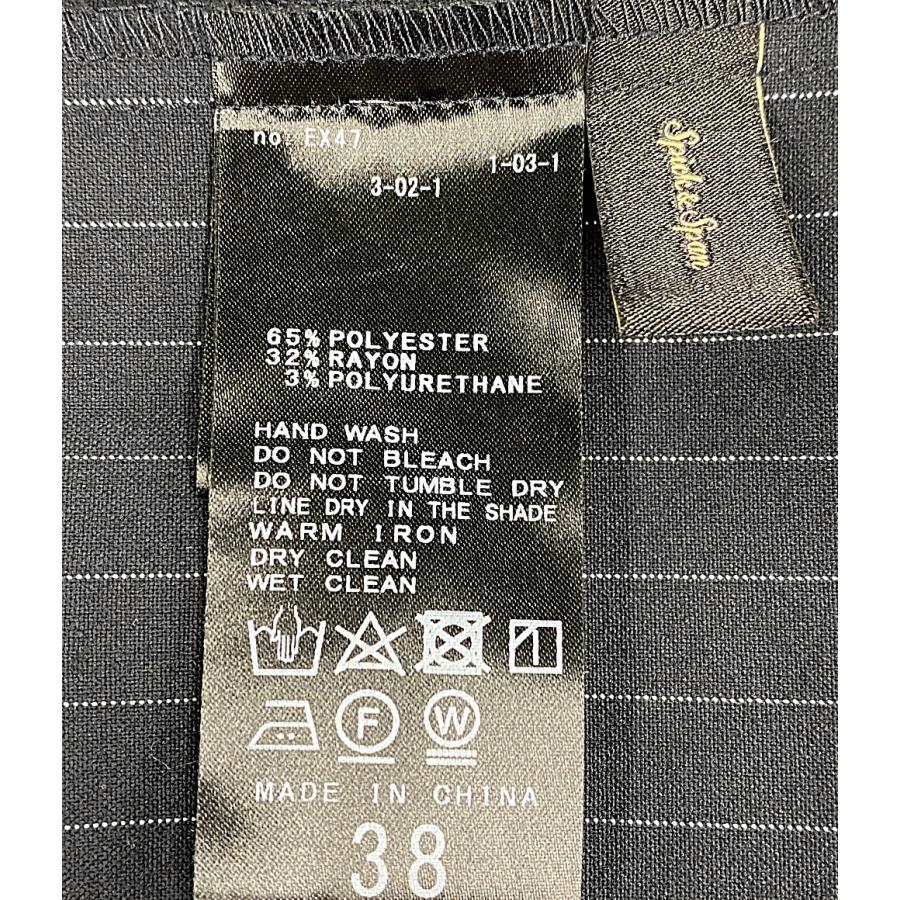 no. EX47
1-03-1
3-02-1
Spick & Span
65% POLYESTER
32% RAYON
3% POLYURETHANE
HAND WASH
DO NOT BLEACH
DO NOT TUMBLE DRY
LINE DRY IN THE SHADE
WARM IRON
DRY CLEAN
WET CLEAN
F
W
MADE IN CHINA
38